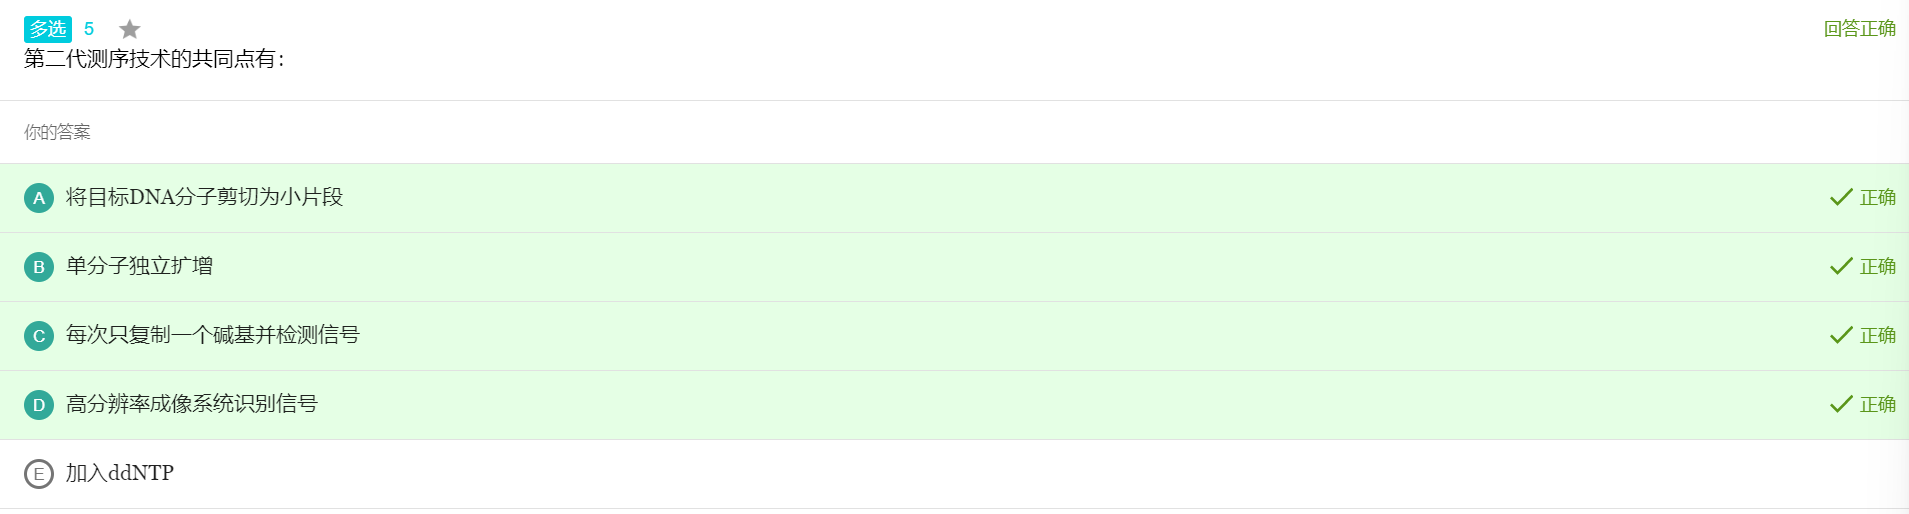 多选 5 回答正确
第二代测序技术的共同点有：
你的答案
A 将目标DNA分子剪切为小片段 正确
B 单分子独立扩增 正确
C 每次只复制一个碱基并检测信号 正确
D 高分辨率成像系统识别信号 正确
E 加入ddNTP